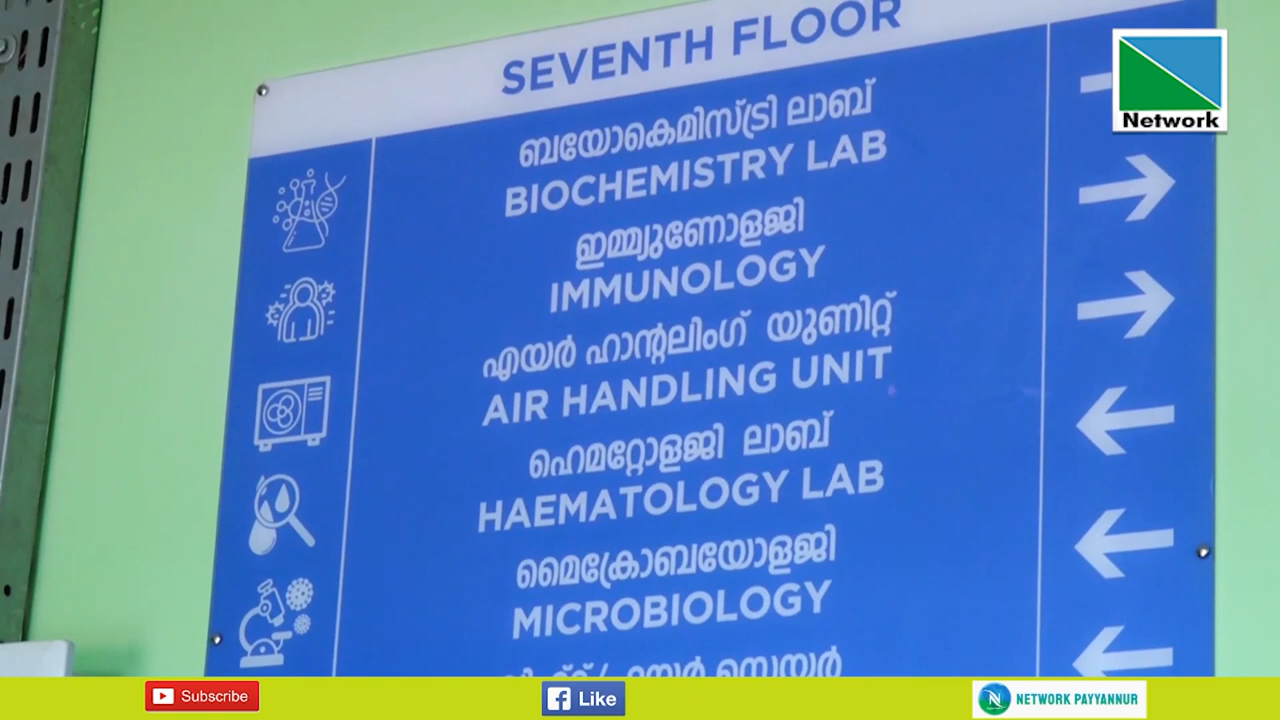 SEVENTH FLOOR
ബയോകെമിസ്ട്രി ലാബ്
BIOCHEMISTRY LAB
ഇമ്മ്യുണോളജി
IMMUNOLOGY
എയർ ഹാന്റലിംഗ് യുണിറ്റ്
AIR HANDLING UNIT
ഹെമറ്റോളജി ലാബ്
HAEMATOLOGY LAB
മൈക്രോബയോളജി
MICROBIOLOGY
Network
Subscribe
Like
NETWORK PAYYANNUR